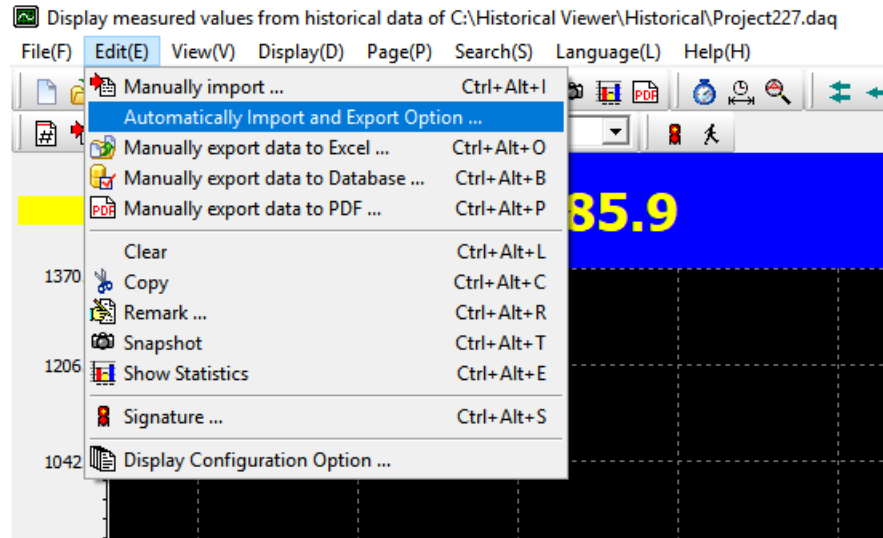 Display measured values from historical data of C:\Historical Viewer\Historical\Project227.daq
File(F) Edit(E) View(V) Display(D) Page(P) Search(S) Language(L) Help(H)
Manually import ... Ctrl+Alt+I
PDF
Automatically Import and Export Option ...
#
Manually export data to Excel ... Ctrl+Alt+O
Manually export data to Database ... Ctrl+Alt+B
PDF Manually export data to PDF ... Ctrl+Alt+P
85.9
Clear Ctrl+Alt+L
1370
Copy Ctrl+Alt+C
Remark ... Ctrl+Alt+R
Snapshot Ctrl+Alt+T
1206
Show Statistics Ctrl+Alt+E
Signature ... Ctrl+Alt+S
1042
Display Configuration Option ...